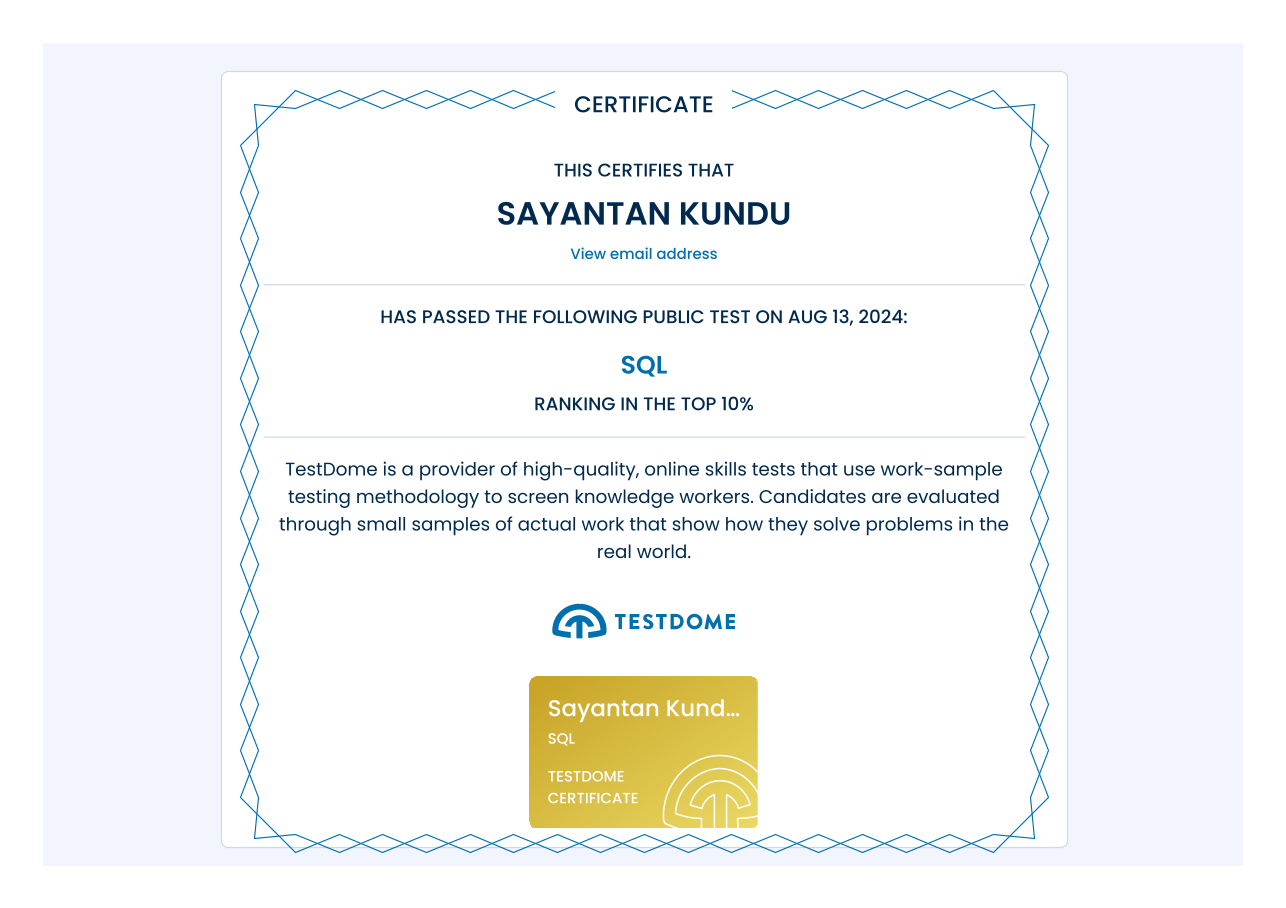 CERTIFICATE
THIS CERTIFIES THAT
SAYANTAN KUNDU
View email address
HAS PASSED THE FOLLOWING PUBLIC TEST ON AUG 13, 2024:
SQL
RANKING IN THE TOP 10%
TestDome is a provider of high-quality, online skills tests that use work-sample
testing methodology to screen knowledge workers. Candidates are evaluated
through small samples of actual work that show how they solve problems in the
real world.
TESTDOME
Sayantan Kund...
SQL
TESTDOME
CERTIFICATE